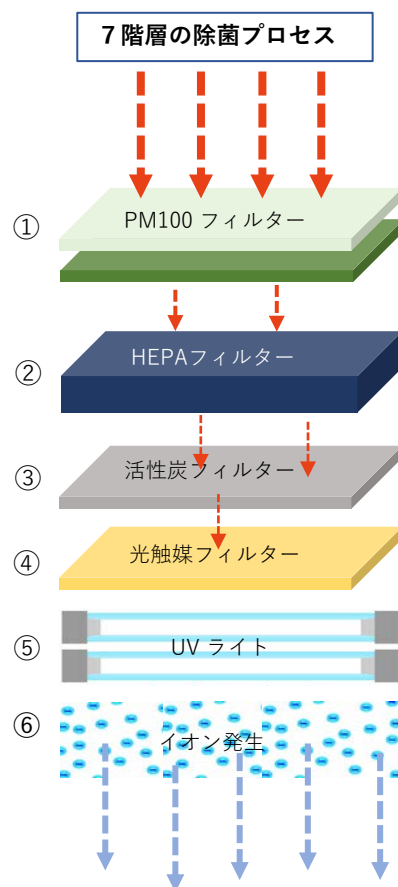 ７階層の除菌プロセス
① PM100 フィルター
② HEPAフィルター
③ 活性炭フィルター
④ 光触媒フィルター
⑤ UV ライト
⑥ イオン発生